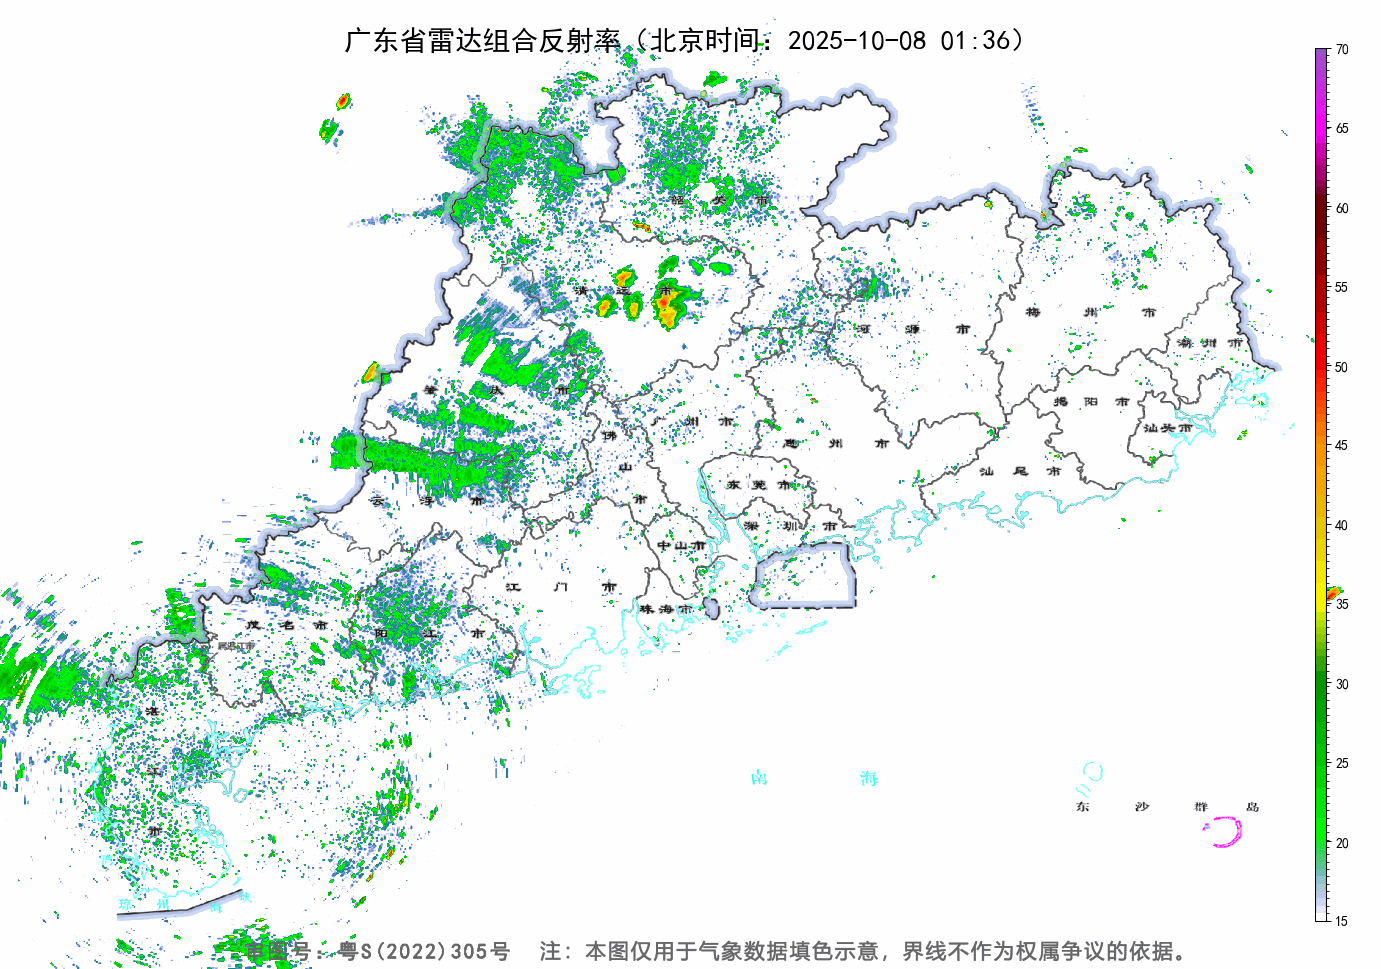 广东省雷达组合反射率（北京时间：2025-10-08 01:36）
70
65
60
55
50
45
40
35
30
25
20
15
韶关市
清远市
河源市
梅州市
潮州市
肇庆市
广州市
佛山市
惠州市
揭阳市
汕头市
汕尾市
东莞市
深圳市
云浮市
中山市
江门市
珠海市
茂名市
阳江市
属湛江市
湛江市
南海
东沙群岛
琼州海峡
审图号：粤S(2022)305号 注：本图仅用于气象数据填色示意，界线不作为权属争议的依据。